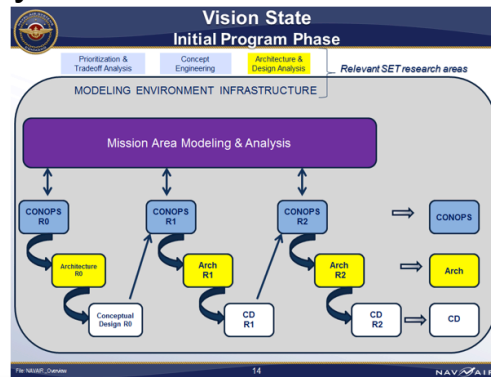 Vision State
Initial Program Phase
Prioritization &
Tradeoff Analysis
Concept
Engineering
Architecture &
Design Analysis
Relevant SET research areas
MODELING ENVIRONMENT INFRASTRUCTURE
Mission Area Modeling & Analysis
CONOPS
R0
CONOPS
R1
CONOPS
R2
CONOPS
Architecture
R0
Arch
R1
Arch
R2
Arch
Conceptual
Design R0
CD
R1
CD
R2
CD
File: NAVAIR_Overview
14
NAVAIR